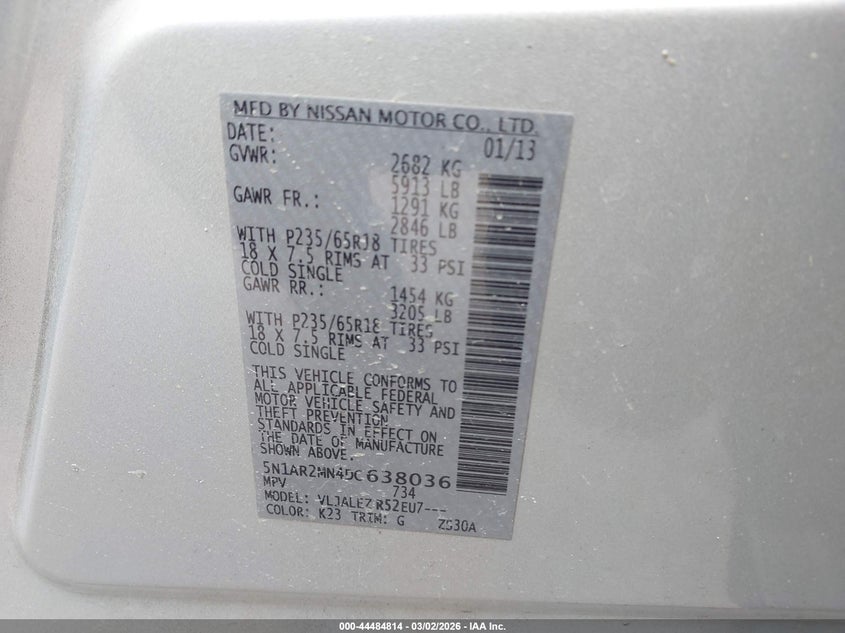 MFD BY NISSAN MOTOR CO., LTD.
DATE: 01/13
GVWR: 2682 KG
5913 LB
GAWR FR.: 1291 KG
2846 LB
WITH P235/65R18 TIRES
18 X 7.5 RIMS AT 33 PSI
COLD SINGLE
GAWR RR.: 1454 KG
3205 LB
WITH P235/65R18 TIRES
18 X 7.5 RIMS AT 33 PSI
COLD SINGLE
THIS VEHICLE CONFORMS TO
ALL APPLICABLE FEDERAL
MOTOR VEHICLE SAFETY AND
THEFT PREVENTION
STANDARDS IN EFFECT ON
THE DATE OF MANUFACTURE
SHOWN ABOVE.
5N1AR2MN4DC638036
MPV 734
MODEL:
COLOR: K23 TRIM: G
000-44484814 - 03/02/2026 - IAA Inc.